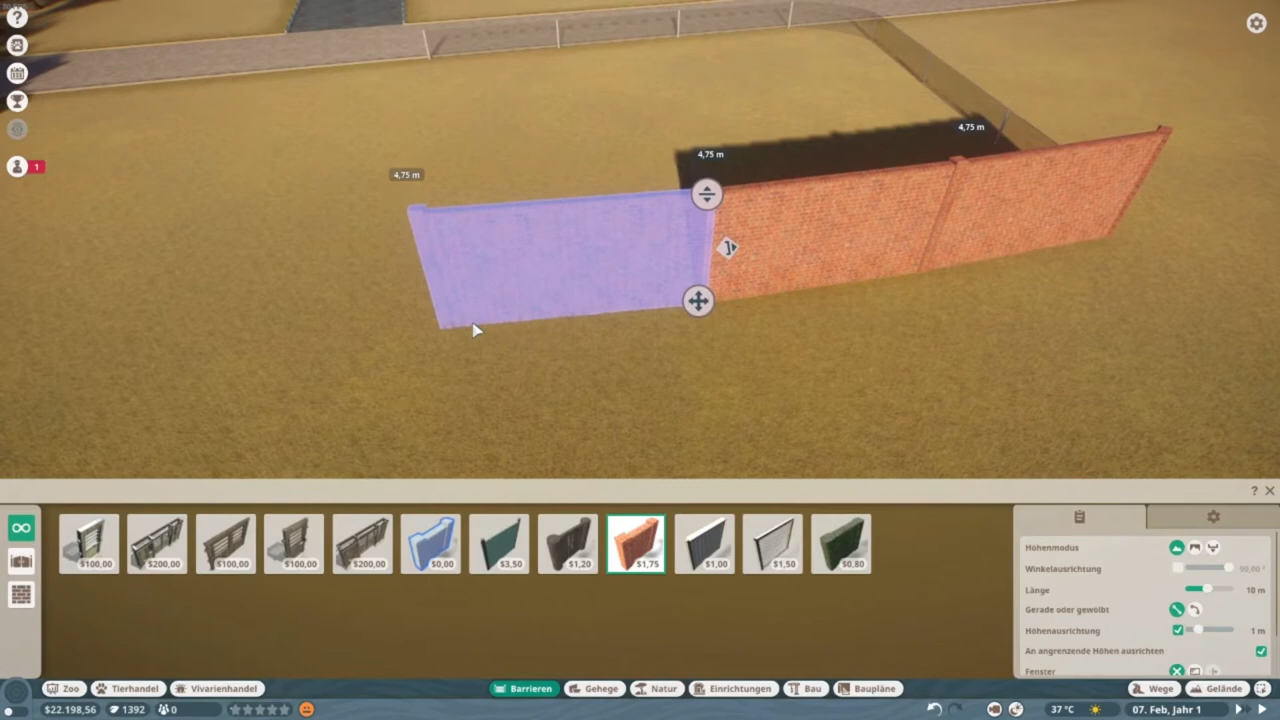 ?
1
4,75 m
4,75 m
4,75 m
? ×
$100,00
$200,00
$100,00
$100,00
$200,00
$0,00
$3,50
$1,20
$1,75
$1,00
$1,50
$0,80
Höhenmodus
Winkelausrichtung 90,00 °
Länge 10 m
Gerade oder gewölbt
Höhenausrichtung 1 m
An angrenzende Höhen ausrichten
Fenster
Zoo
Tierhandel
Vivarienhandel
Barrieren
Gehege
Natur
Einrichtungen
Bau
Baupläne
Wege
Gelände
$22.198,56
1392
0
37 °C
07. Feb, Jahr 1